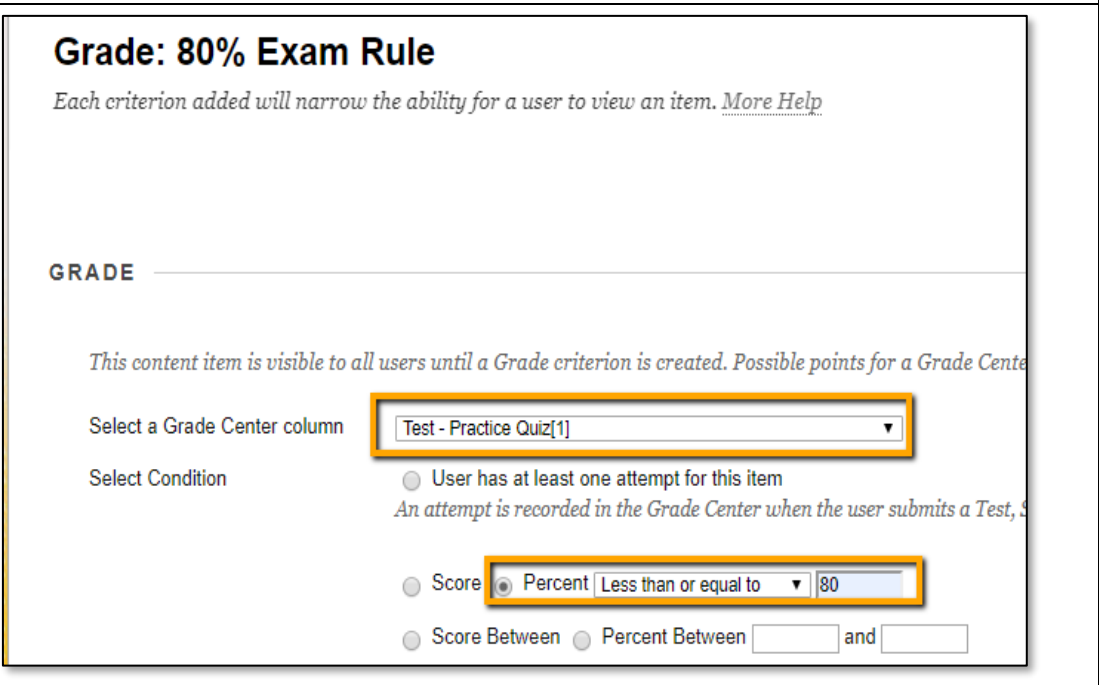 Grade: 80% Exam Rule
Each criterion added will narrow the ability for a user to view an item. More Help
GRADE
This content item is visible to all users until a Grade criterion is created. Possible points for a Grade Cente
Select a Grade Center column Test - Practice Quiz[1]
Select Condition User has at least one attempt for this item
An attempt is recorded in the Grade Center when the user submits a Test, S
Score Percent Less than or equal to 80
Score Between Percent Between and